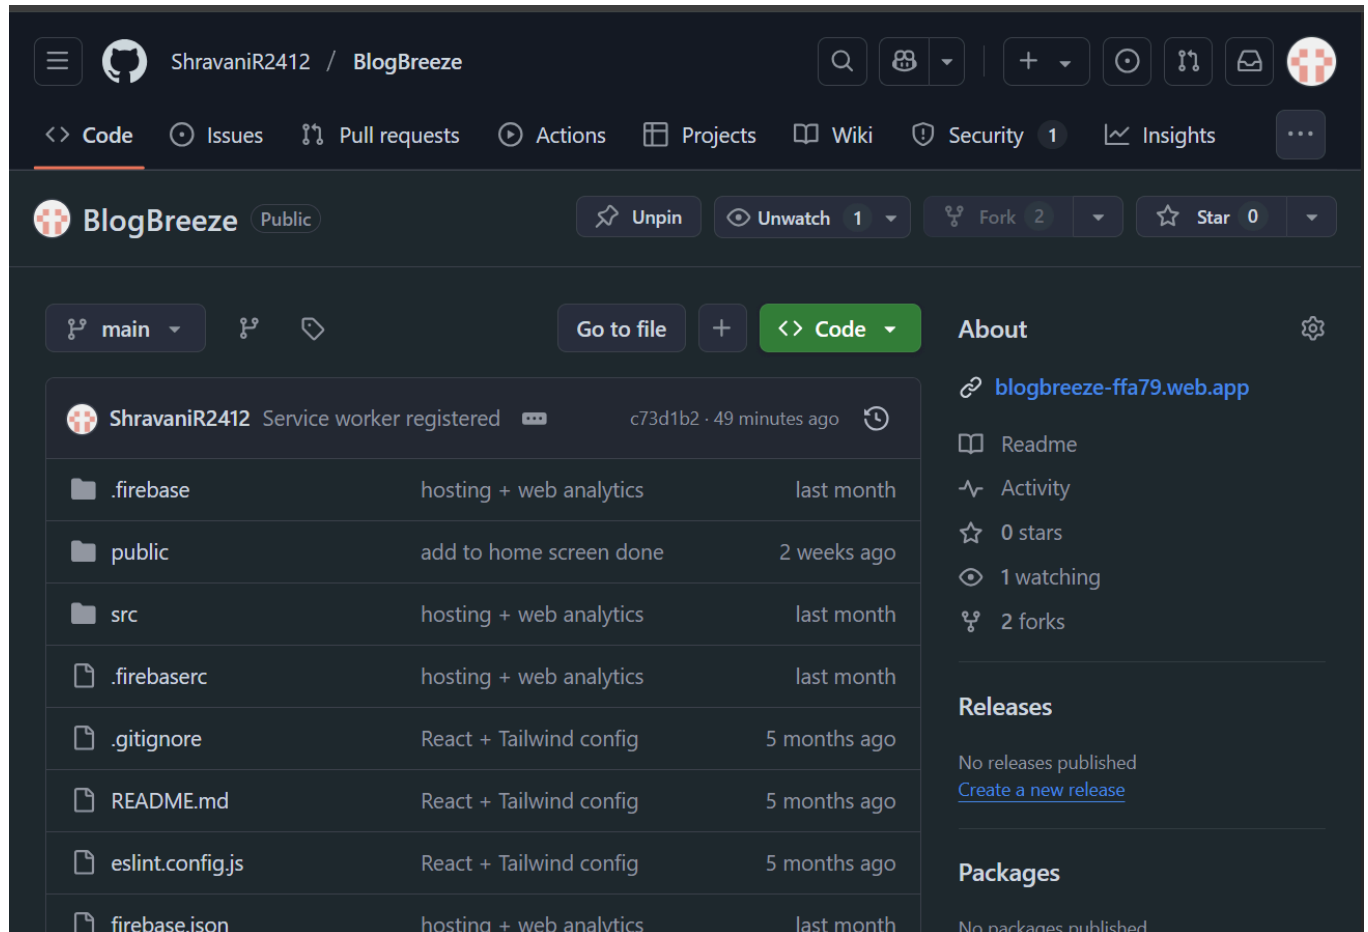 ShravaniR2412 / BlogBreeze
Code Issues Pull requests Actions Projects Wiki Security 1 Insights
BlogBreeze Public Unpin Unwatch 1 Fork 2 Star 0
main Go to file Code
ShravaniR2412 Service worker registered c73d1b2 · 49 minutes ago
.firebase hosting + web analytics last month
public add to home screen done 2 weeks ago
src hosting + web analytics last month
.firebaserc hosting + web analytics last month
.gitignore React + Tailwind config 5 months ago
README.md React + Tailwind config 5 months ago
eslint.config.js React + Tailwind config 5 months ago
firebase.json hosting + web analytics last month
About
blogbreeze-ffa79.web.app
Readme
Activity
0 stars
1 watching
2 forks
Releases
No releases published
Create a new release
Packages
No packages published